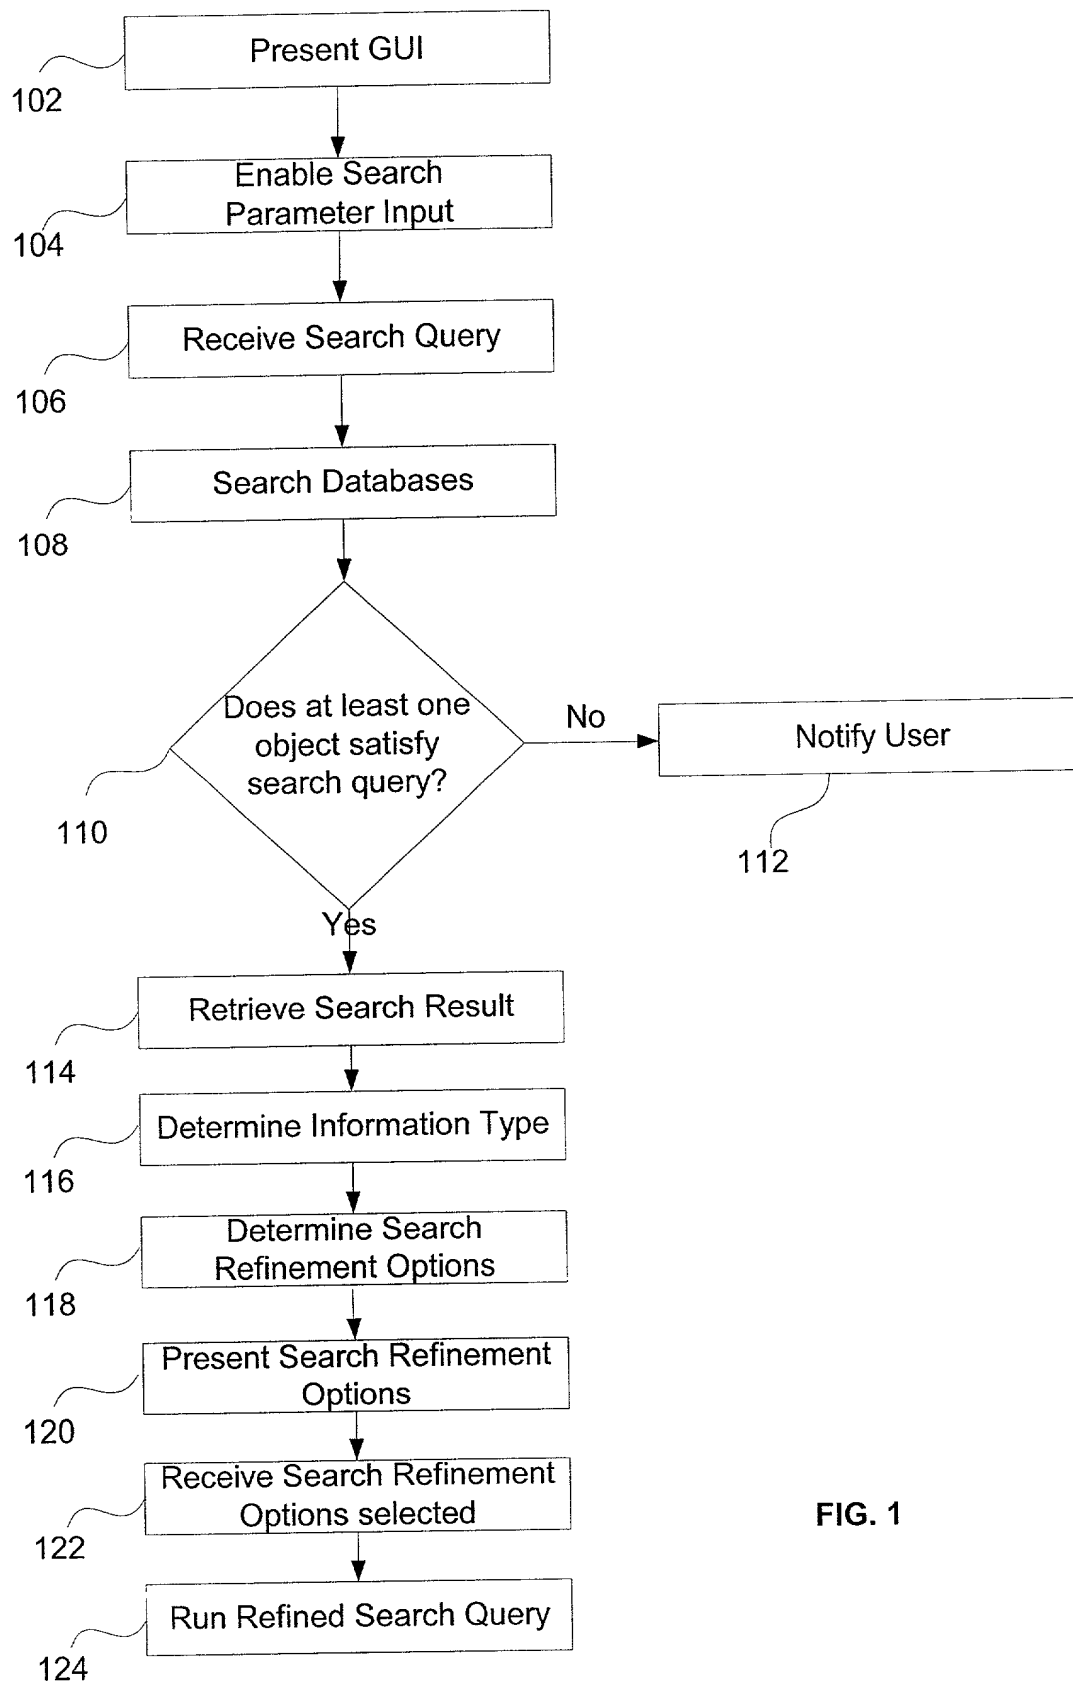 Present GUI
102
Enable Search
Parameter Input
104
Receive Search Query
106
Search Databases
108
Does at least one
object satisfy
search query?
110
No
Notify User
112
Yes
Retrieve Search Result
114
Determine Information Type
116
Determine Search
Refinement Options
118
Present Search Refinement
Options
120
Receive Search Refinement
Options selected
122
Run Refined Search Query
124
FIG. 1